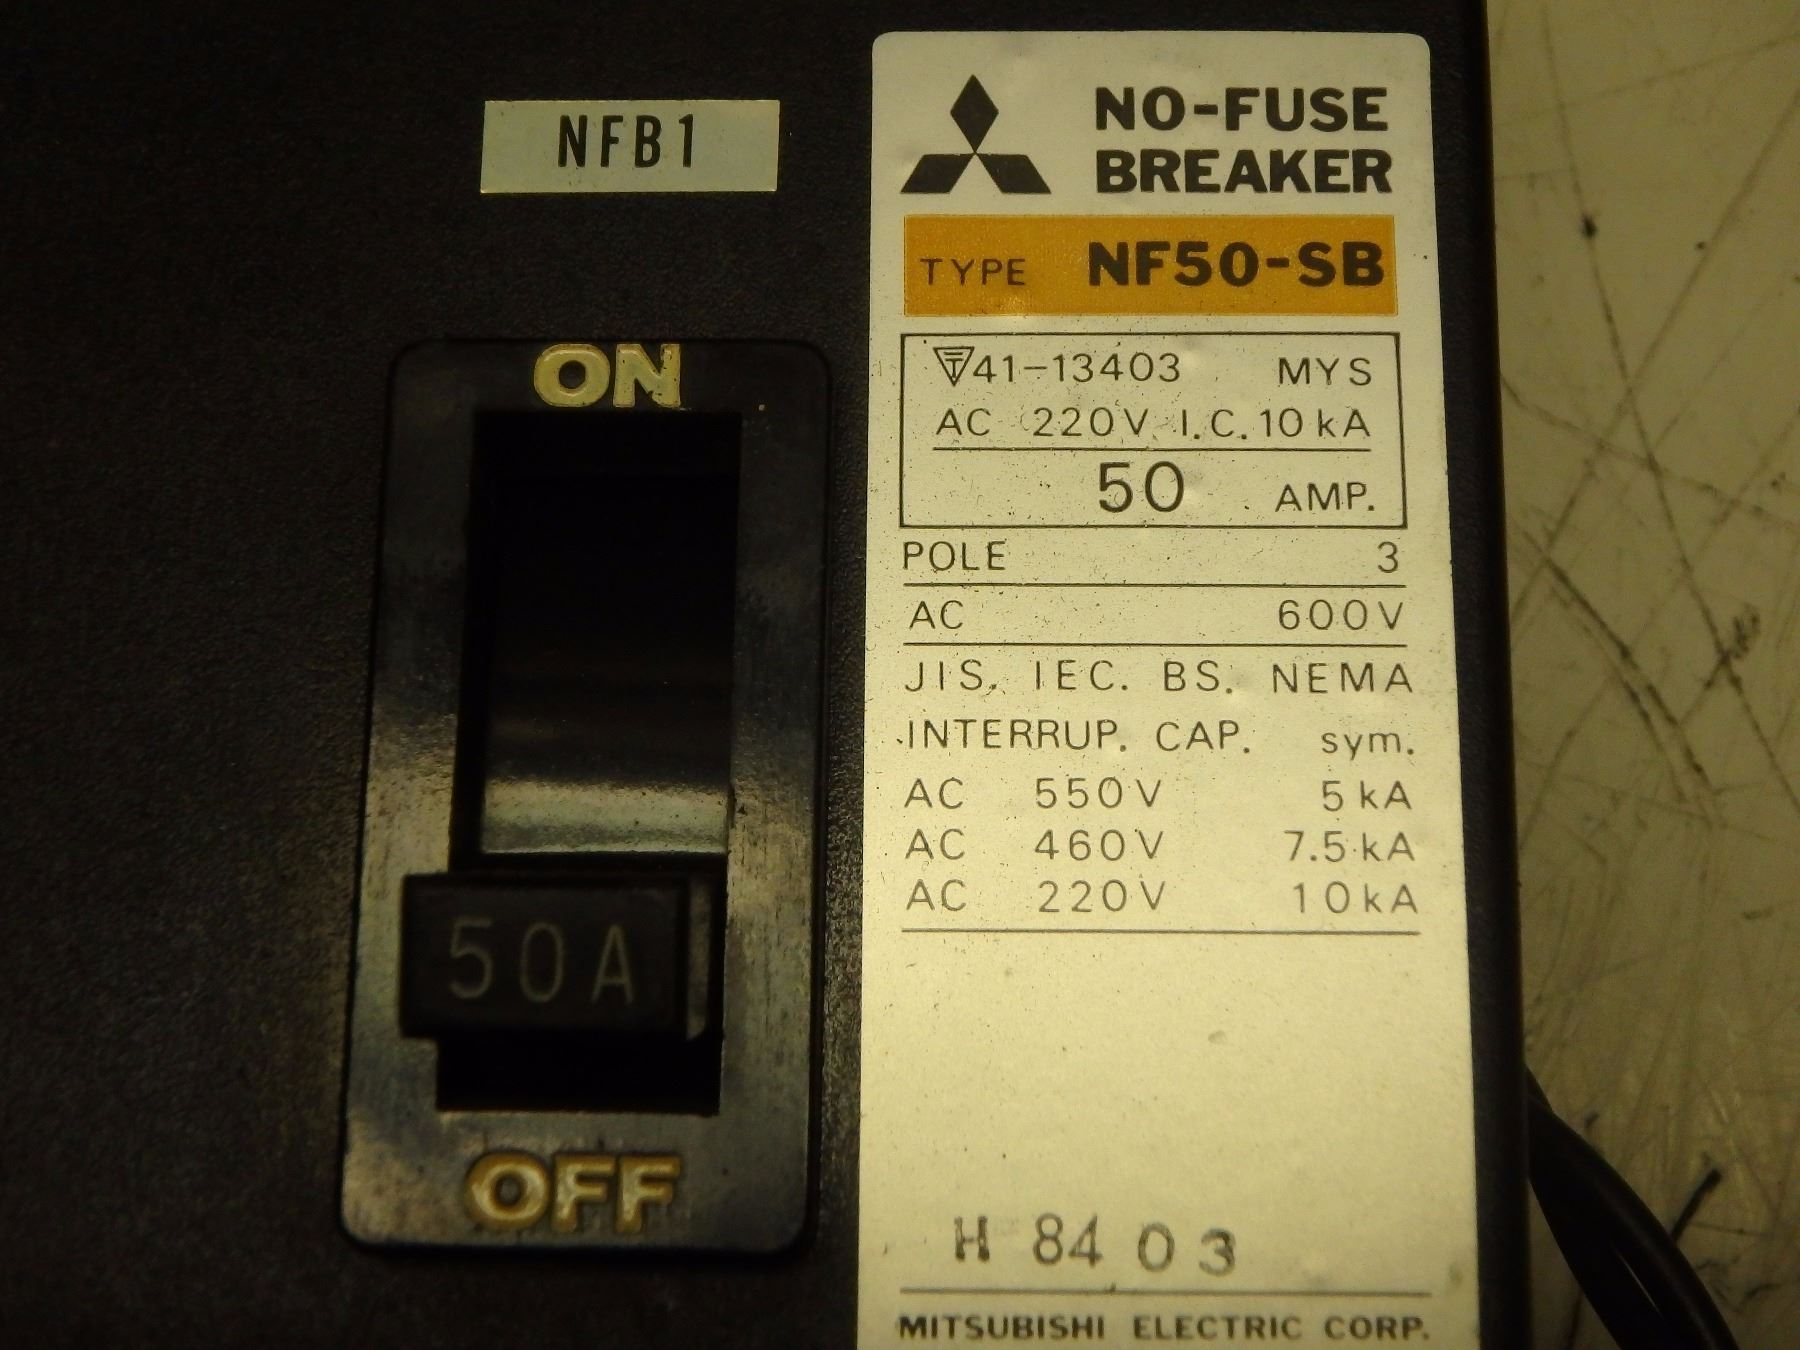 NFB1
ON
50A
OFF
NO-FUSE
BREAKER
TYPE NF50-SB
41-13403 MYS
AC 220V I.C. 10kA
50 AMP.
POLE 3
AC 600V
JIS. IEC. BS. NEMA
INTERRUP. CAP. sym.
AC 550V 5kA
AC 460V 7.5kA
AC 220V 10kA
H 8403
MITSUBISHI ELECTRIC CORP.